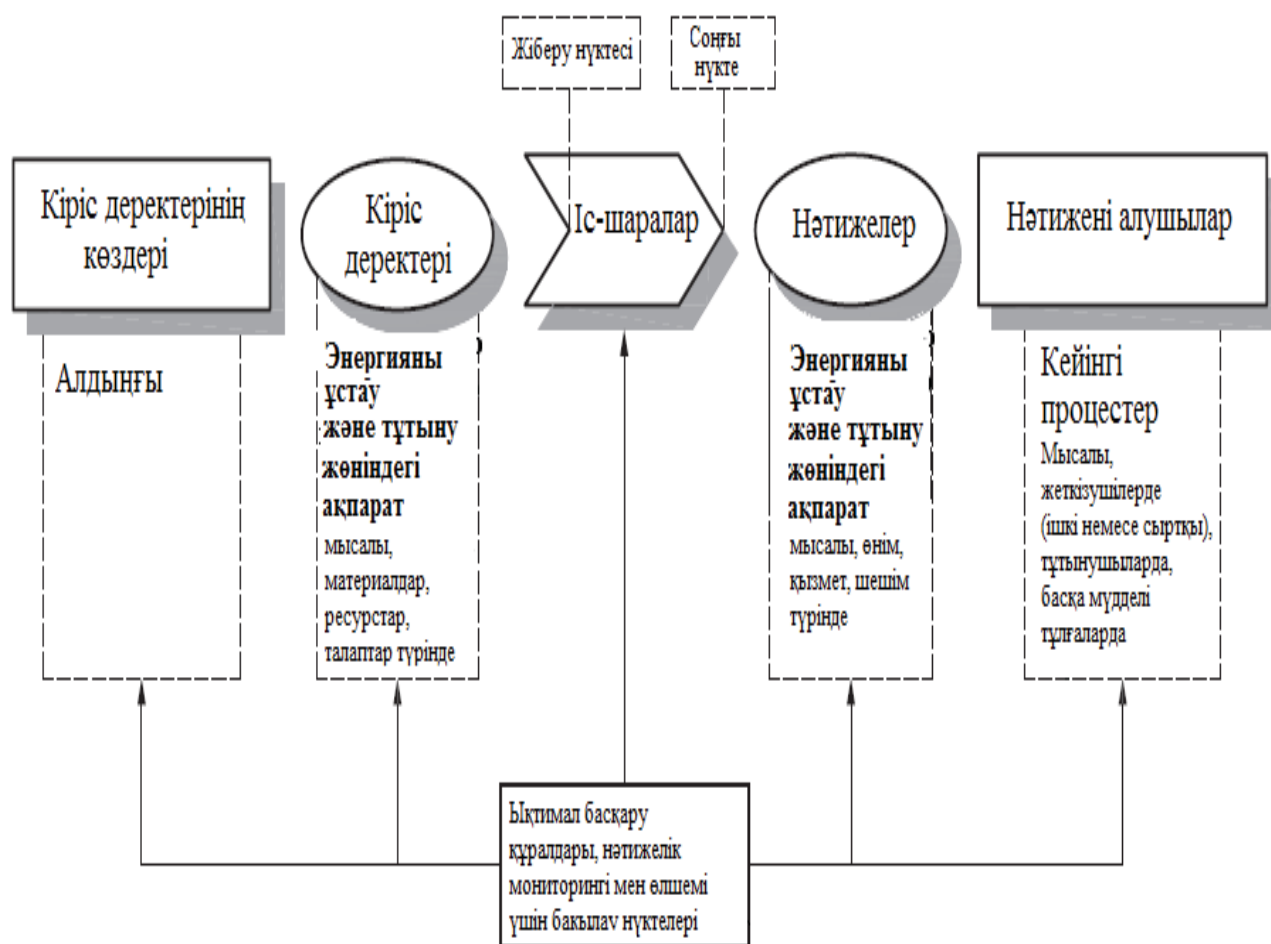 Жіберу нүктесі
Соңғы
нүкте
Кіріс деректерінің
көздері
Кіріс
деректері
Іс-шаралар
Нәтижелер
Нәтижені алушылар
Алдыңғы
Энергияны
ұстау
және тұтыну
жөніндегі
ақпарат
мысалы,
материалдар,
ресурстар,
талаптар түрінде
Энергияны
ұстау
және тұтыну
жөніндегі
ақпарат
мысалы, өнім,
қызмет, шешім
түрінде
Кейінгі
процестер
Мысалы,
жеткізушілерде
(ішкі немесе сыртқы),
тұтынушыларда,
басқа мүдделі
тұлғаларда
Ықтимал басқару
құралдары, нәтижелік
мониторингі мен өлшемі
үшін бақылау нүктелері